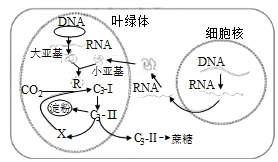 叶绿体
细胞核
DNA
大亚基
RNA
小亚基
R
DNA
RNA
CO₂
C₃-Ⅰ
RNA
淀粉
C₃-Ⅱ
X
C₃-Ⅱ
蔗糖